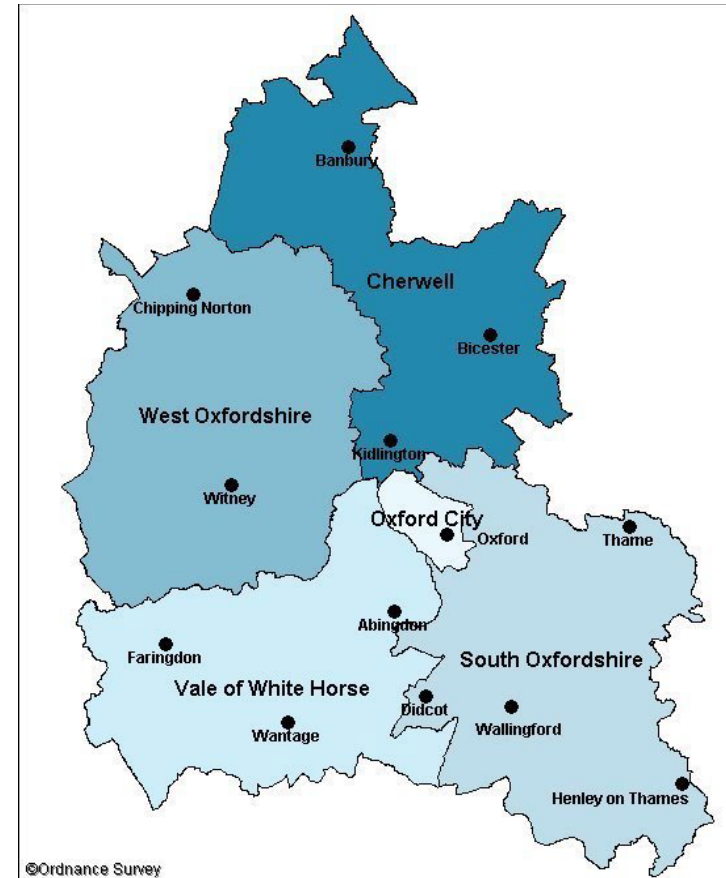 Banbury
Cherwell
Chipping Norton
Bicester
West Oxfordshire
Kidlington
Witney
Oxford City
Oxford
Thame
Abingdon
Faringdon
South Oxfordshire
Vale of White Horse
Didcot
Wallingford
Wantage
Henley on Thames
©Ordnance Survey